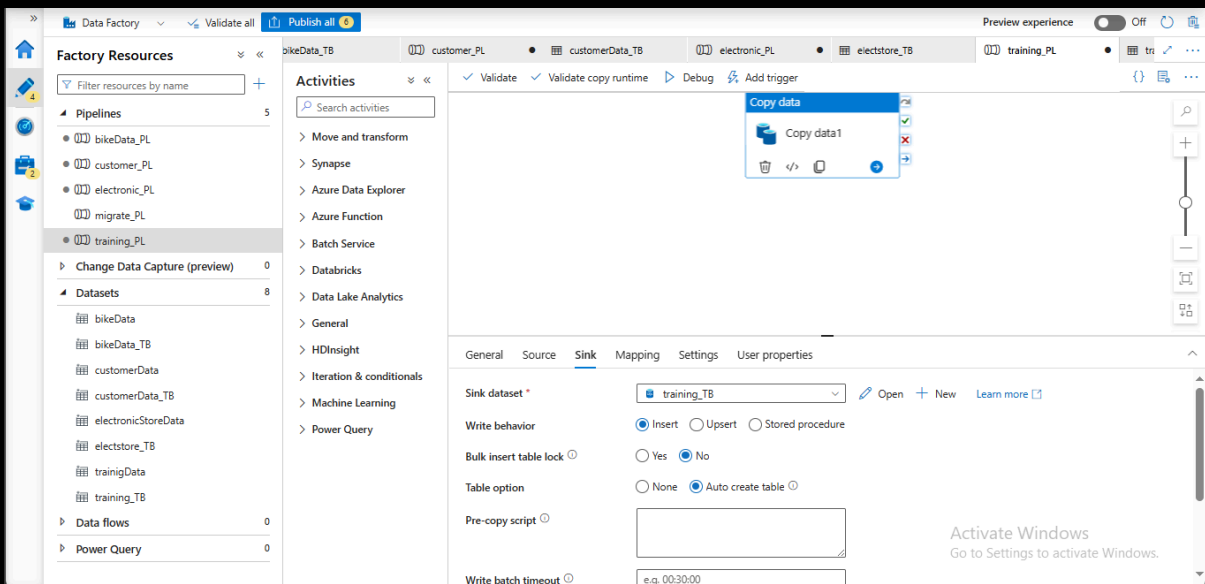 » Data Factory Validate all Publish all 6 Preview experience Off
Factory Resources
Filter resources by name
Pipelines 5
bikeData_PL
customer_PL
electronic_PL
migrate_PL
training_PL
Change Data Capture (preview) 0
Datasets 8
bikeData
bikeData_TB
customerData
customerData_TB
electronicStoreData
electstore_TB
trainigData
training_TB
Data flows 0
Power Query 0
4
2
bikeData_TB customer_PL customerData_TB electronic_PL electstore_TB training_PL tra
Activities
Search activities
Move and transform
Synapse
Azure Data Explorer
Azure Function
Batch Service
Databricks
Data Lake Analytics
General
HDInsight
Iteration & conditionals
Machine Learning
Power Query
Validate Validate copy runtime Debug Add trigger {}
Copy data
Copy data1
General Source Sink Mapping Settings User properties
Sink dataset * training_TB Open New Learn more
Write behavior Insert Upsert Stored procedure
Bulk insert table lock Yes No
Table option None Auto create table
Pre-copy script
Write batch timeout e.g. 00:30:00
Activate Windows
Go to Settings to activate Windows.